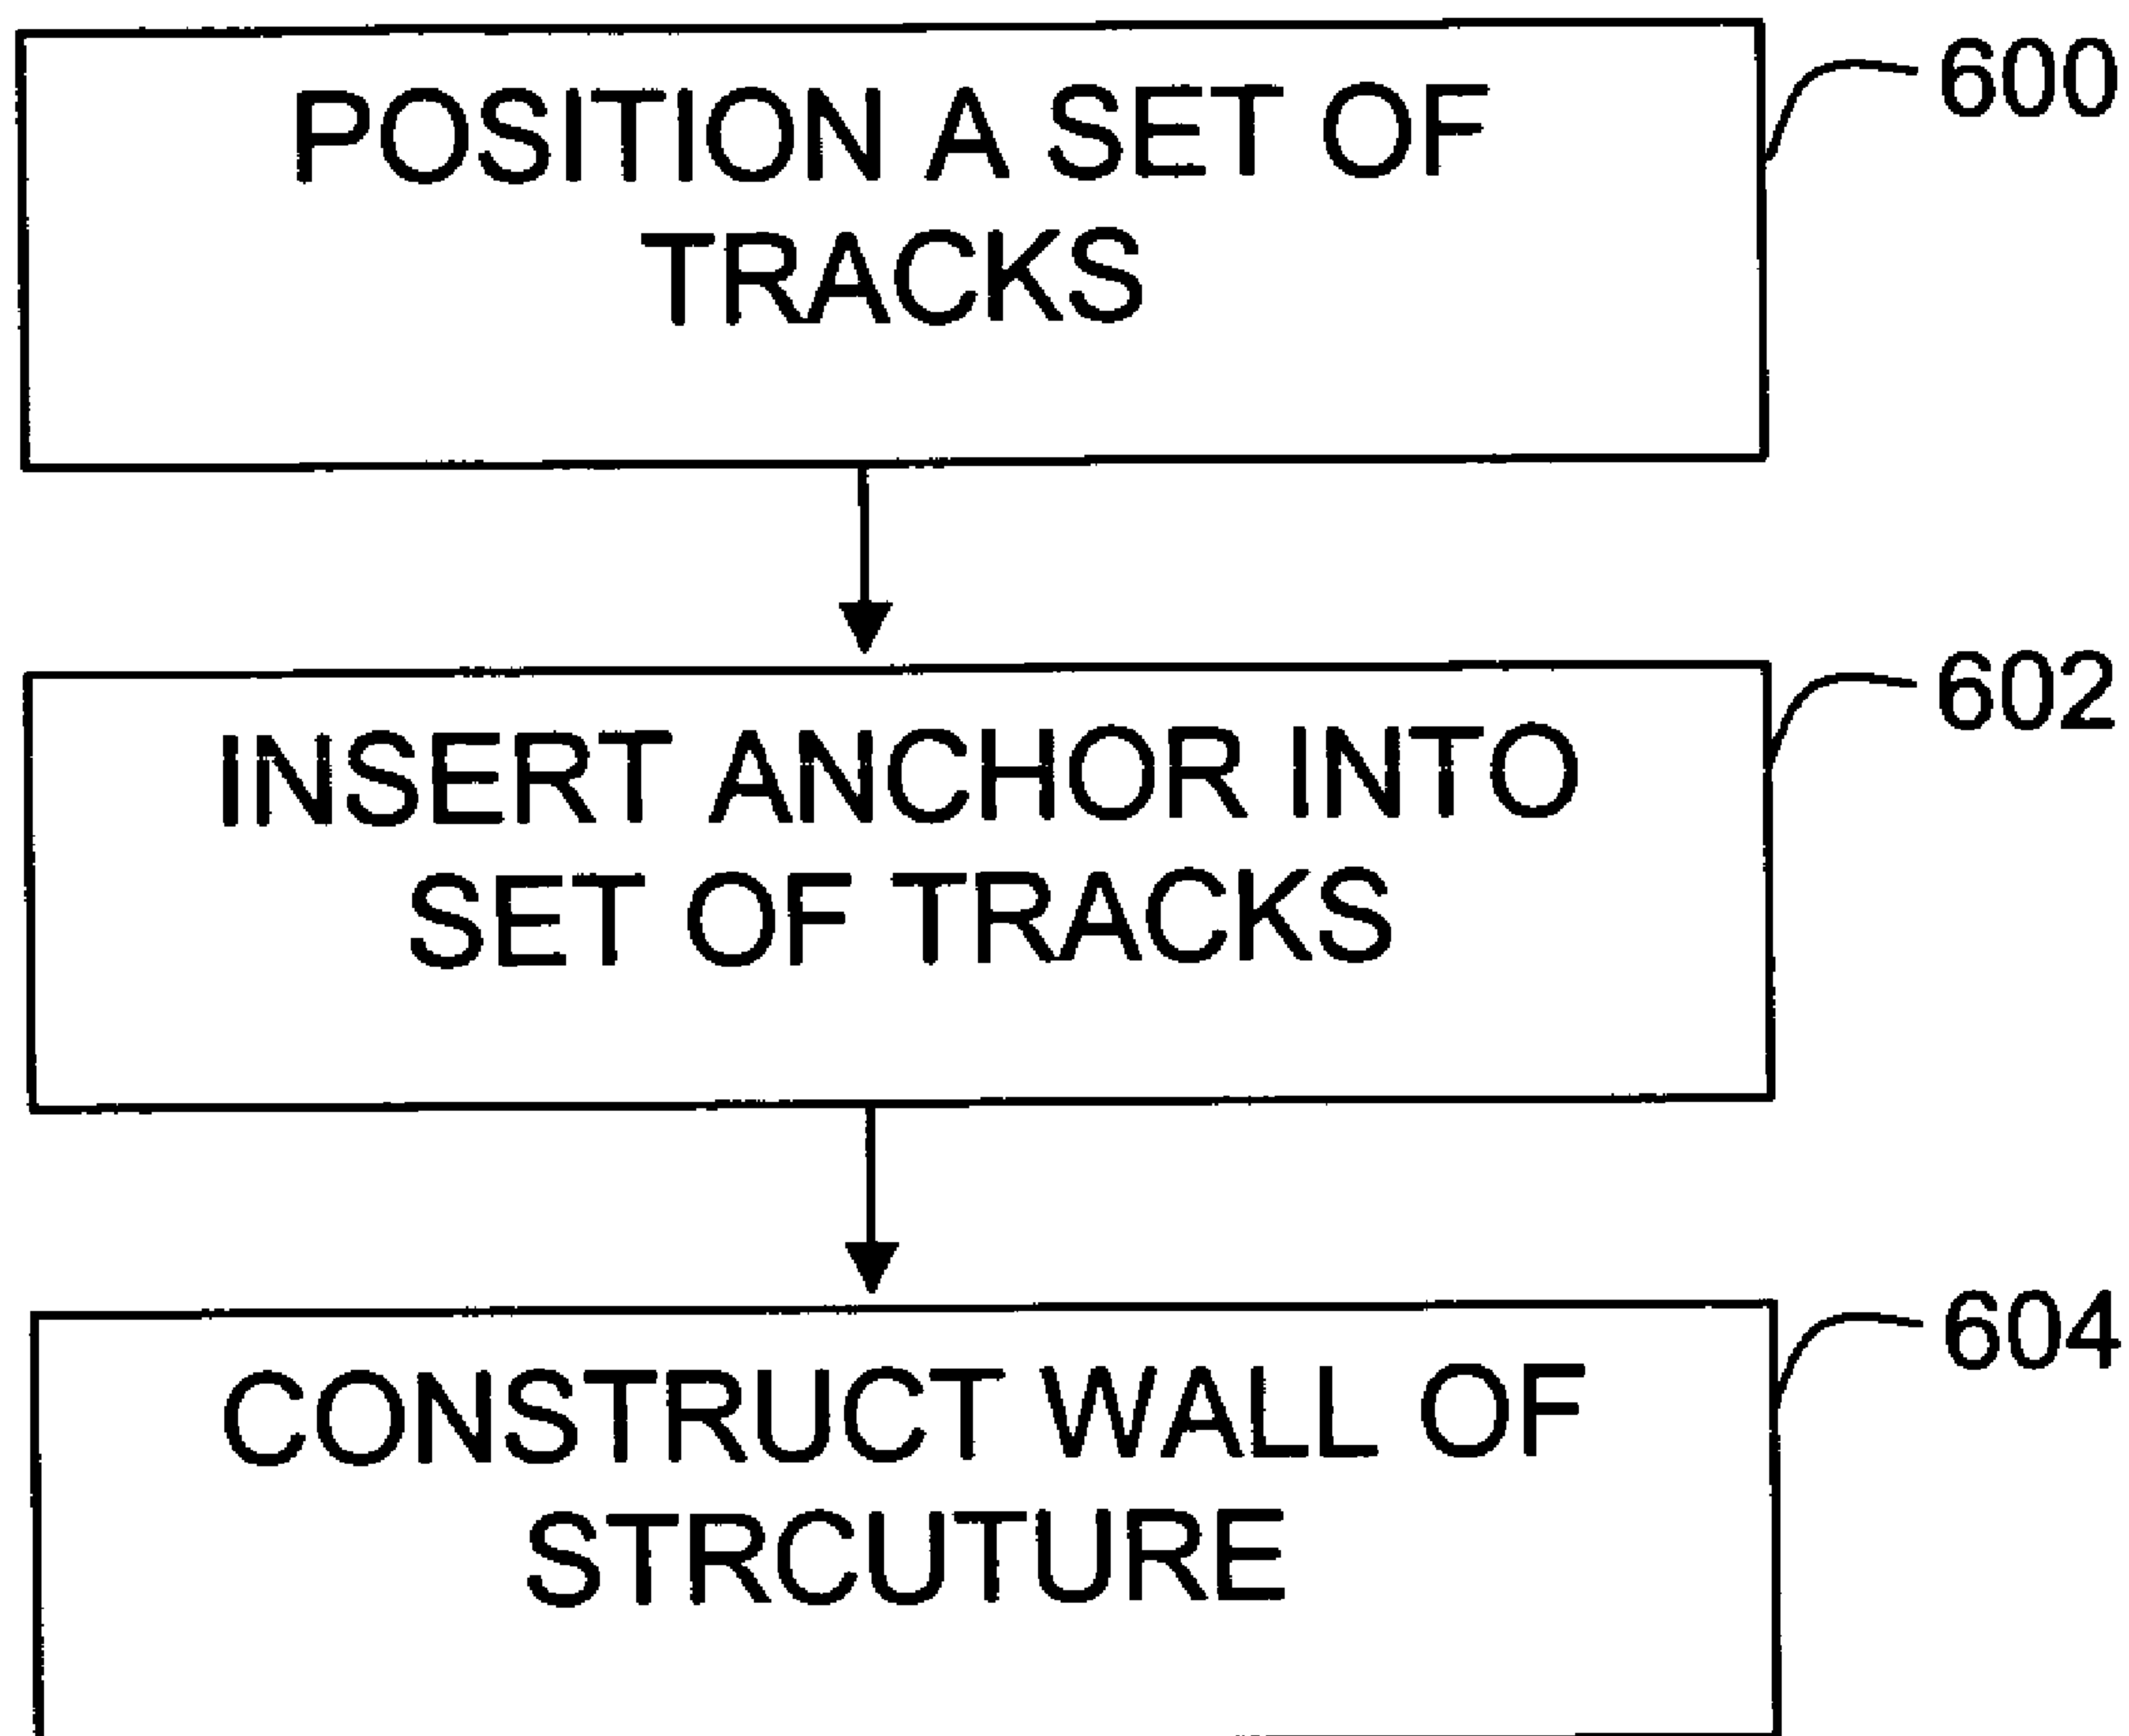 POSITION A SET OF
TRACKS
600
INSERT ANCHOR INTO
SET OF TRACKS
602
CONSTRUCT WALL OF
STRCUTURE
604